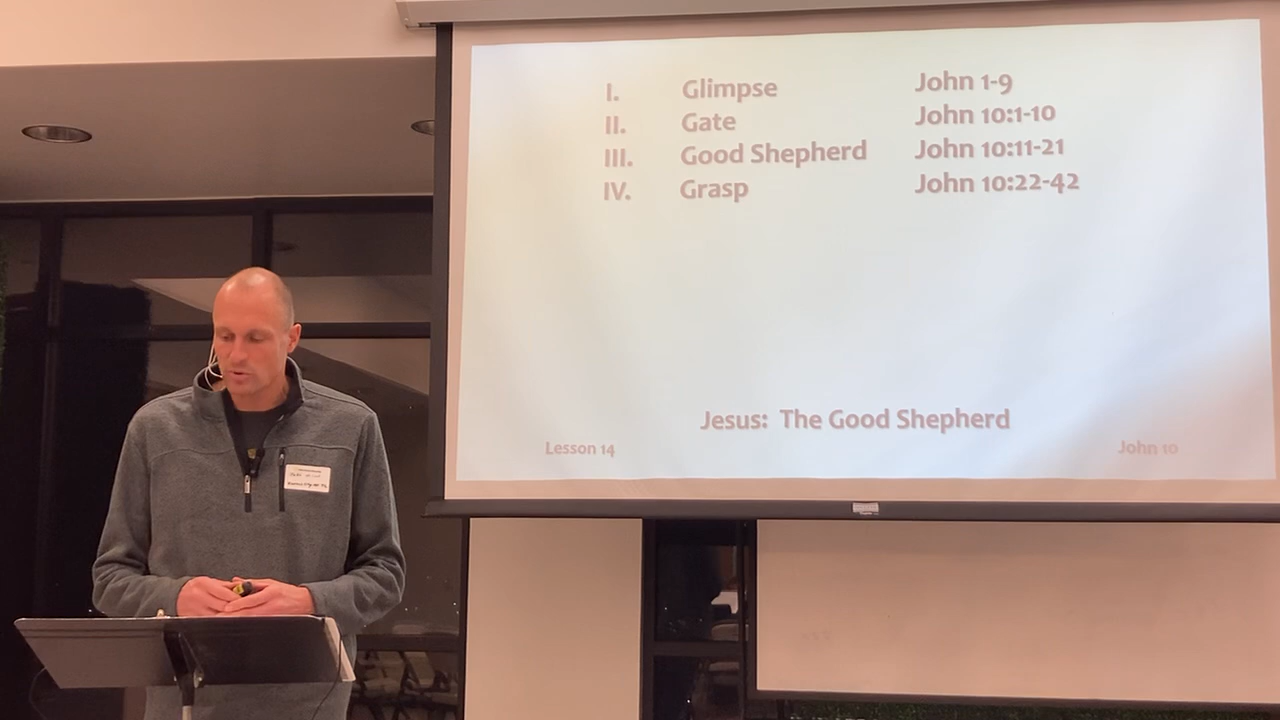 I. Glimpse John 1-9
II. Gate John 10:1-10
III. Good Shepherd John 10:11-21
IV. Grasp John 10:22-42
Jesus: The Good Shepherd
Lesson 14 John 10